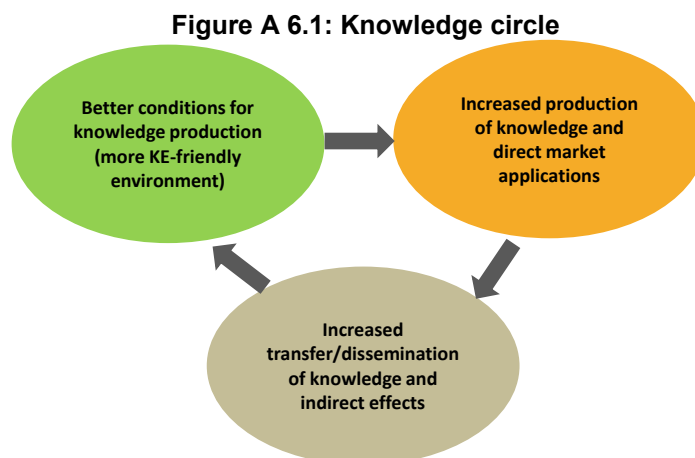 Figure A 6.1: Knowledge circle
Better conditions for
knowledge production
(more KE-friendly
environment)
Increased production
of knowledge and
direct market
applications
Increased
transfer/dissemination
of knowledge and
indirect effects